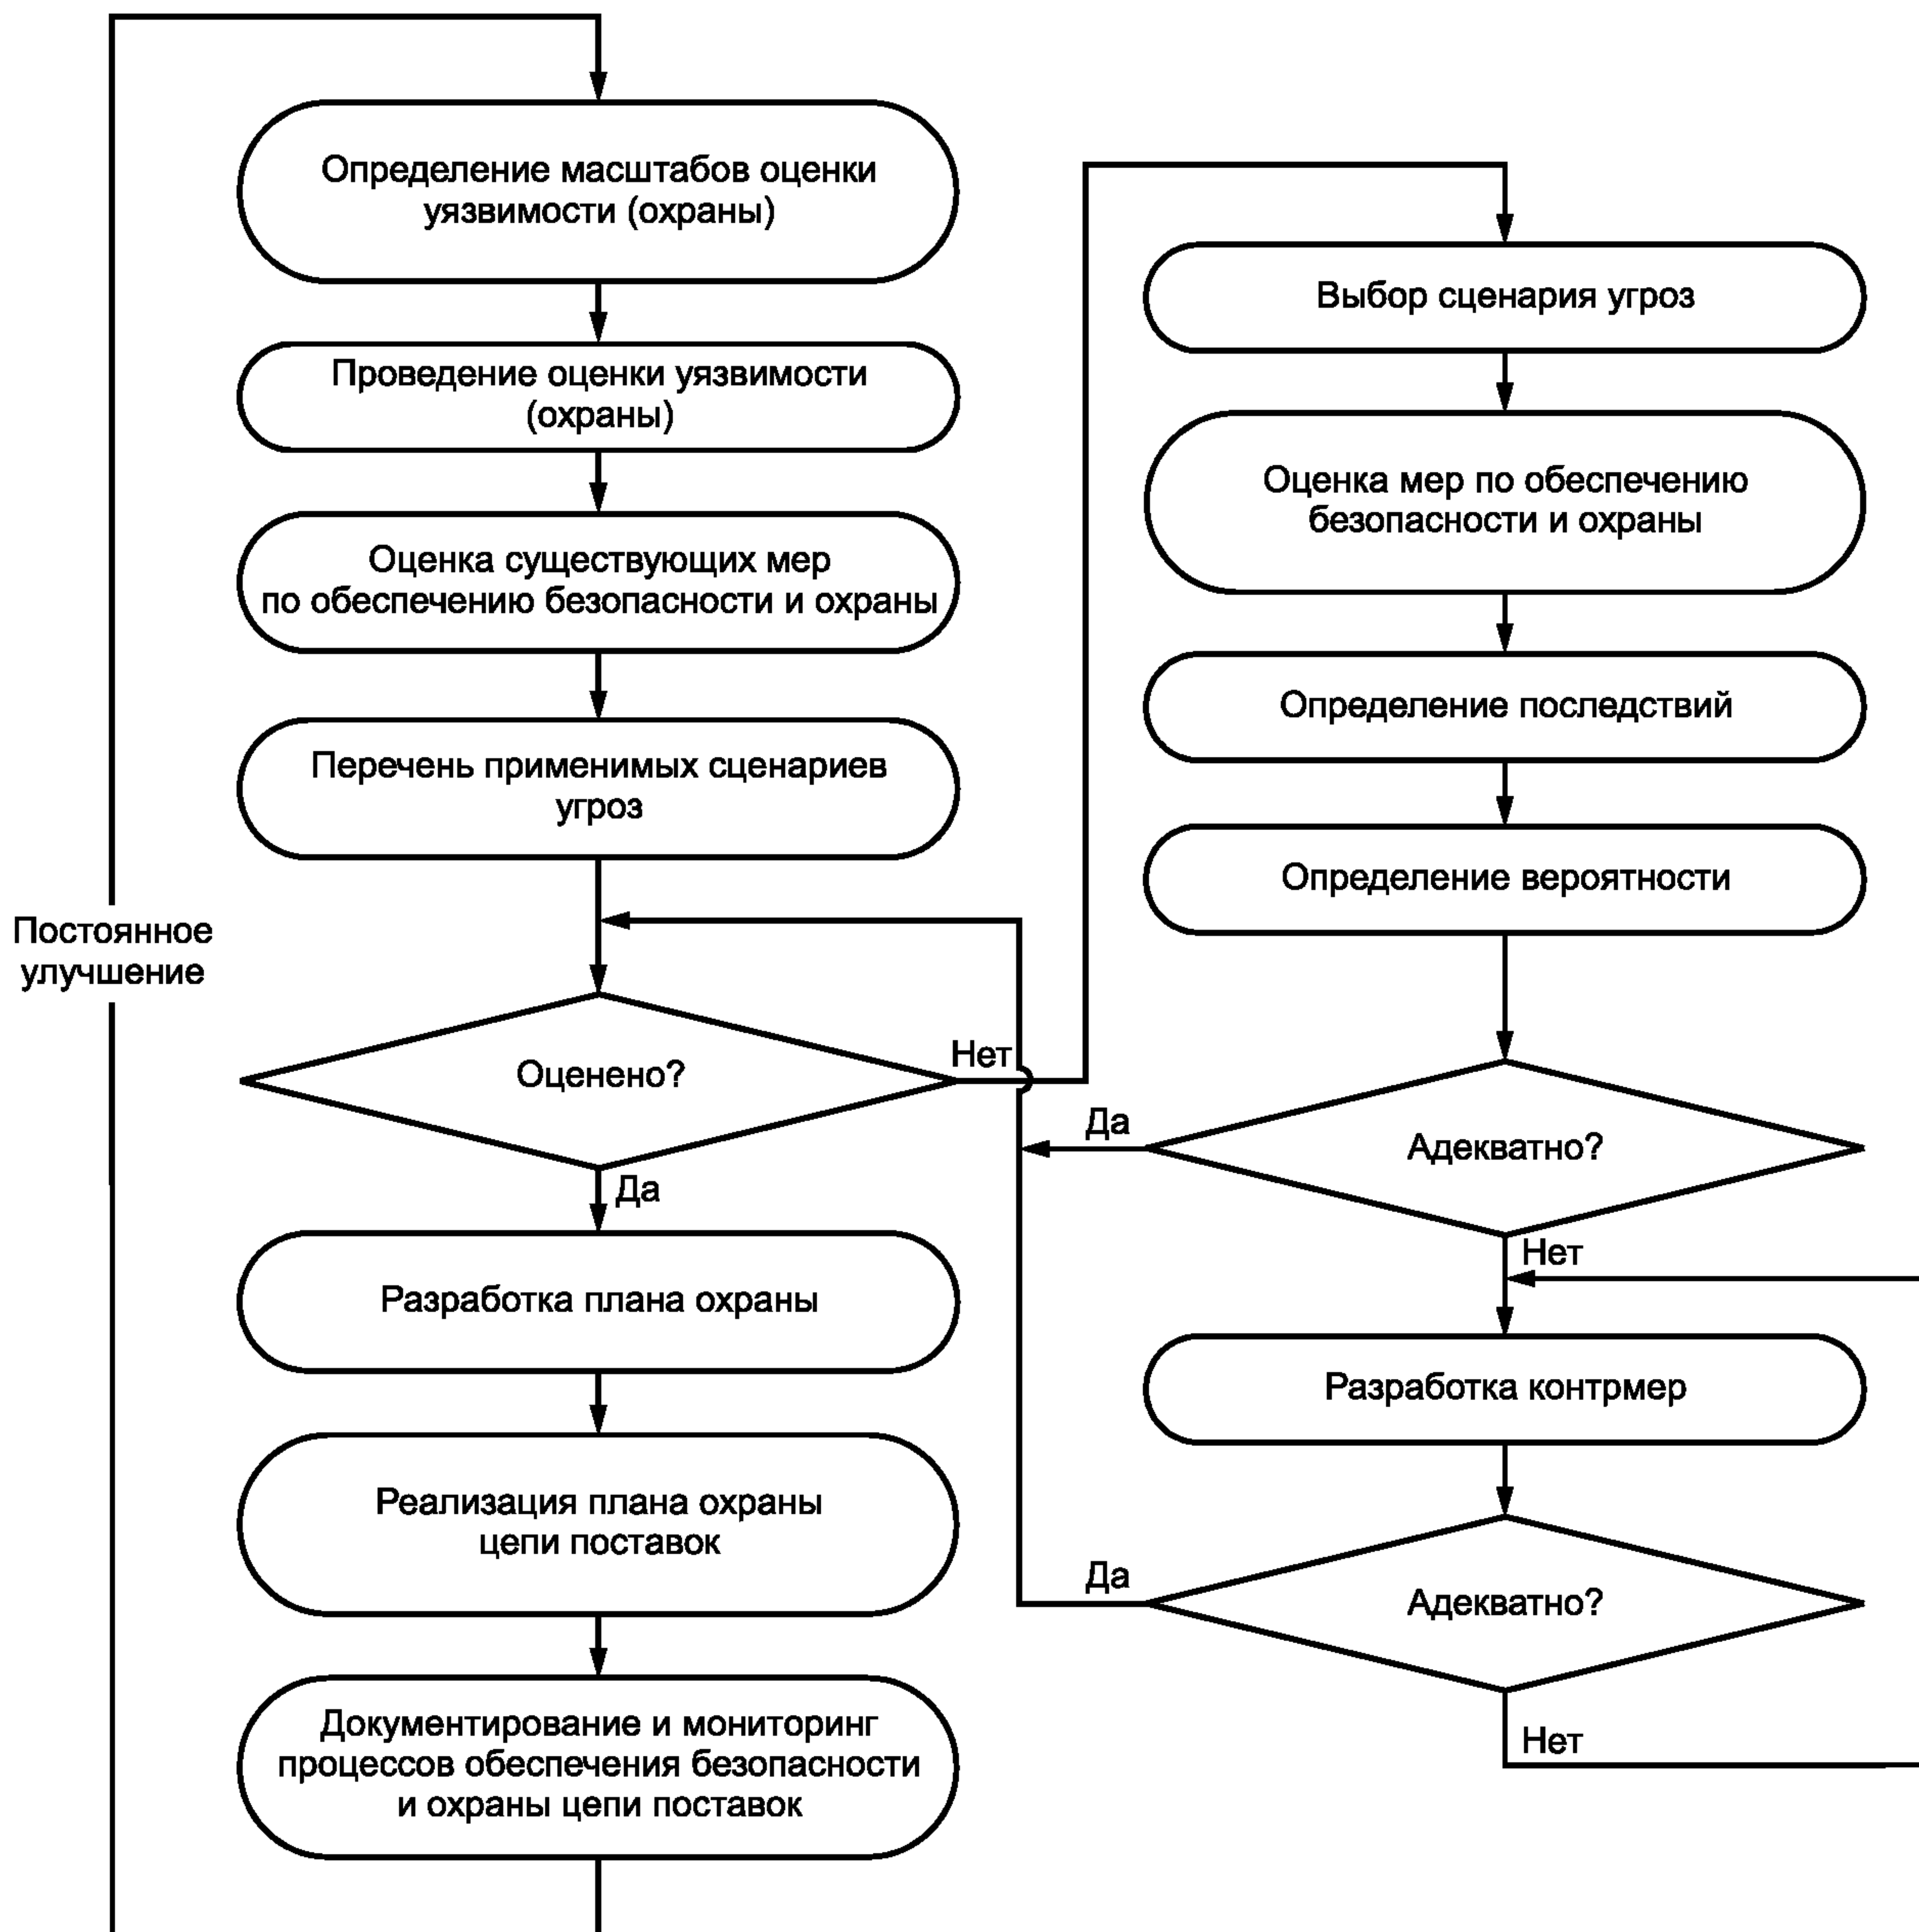 Определение масштабов оценки
уязвимости (охраны)
Проведение оценки уязвимости
(охраны)
Оценка существующих мер
по обеспечению безопасности и охраны
Перечень применимых сценариев
угроз
Постоянное
улучшение
Оценено?
Нет
Да
Разработка плана охраны
Реализация плана охраны
цепи поставок
Документирование и мониторинг
процессов обеспечения безопасности
и охраны цепи поставок
Выбор сценария угроз
Оценка мер по обеспечению
безопасности и охраны
Определение последствий
Определение вероятности
Адекватно?
Да
Нет
Разработка контрмер
Адекватно?
Да
Нет